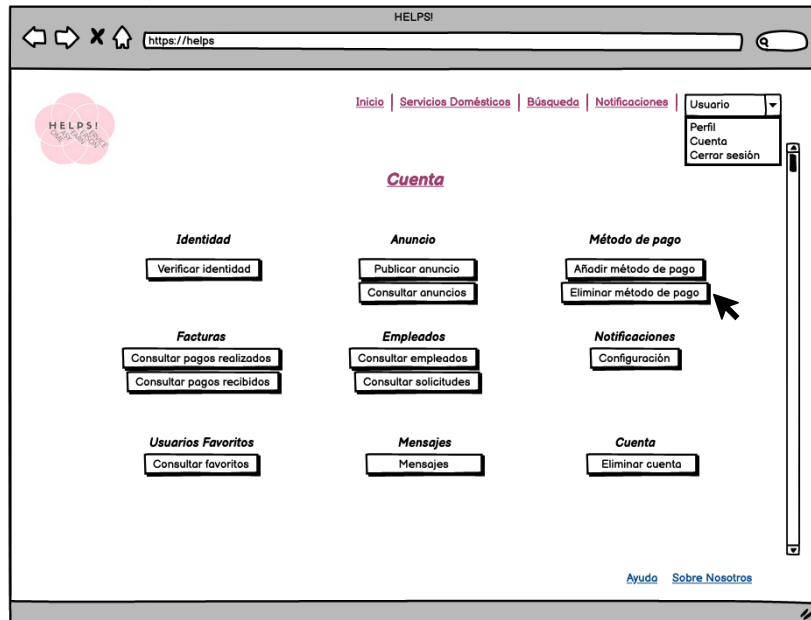 HELPS!
https://helps
HELPS!
Inicio Servicios Domésticos Búsqueda Notificaciones Usuario
Perfil
Cuenta
Cerrar sesión
Cuenta
Identidad Anuncio Método de pago
Verificar identidad Publicar anuncio Añadir método de pago
Consultar anuncios Eliminar método de pago
Facturas Empleados Notificaciones
Consultar pagos realizados Consultar empleados Configuración
Consultar pagos recibidos Consultar solicitudes
Usuarios Favoritos Mensajes Cuenta
Consultar favoritos Mensajes Eliminar cuenta
Ayuda Sobre Nosotros